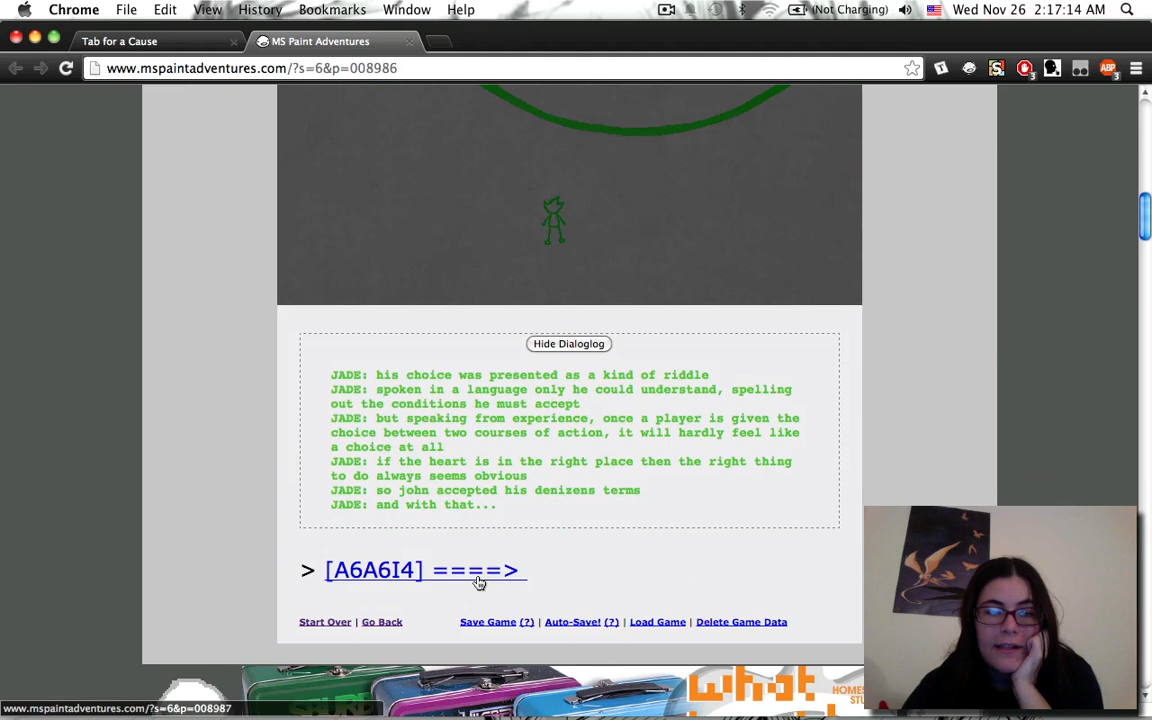 Chrome File Edit View History Bookmarks Window Help (Not Charging) Wed Nov 26 2:17:14 AM
Tab for a Cause MS Paint Adventures
www.mspaintadventures.com/?s=6&p=008986
Hide Dialoglog
JADE: his choice was presented as a kind of riddle
JADE: spoken in a language only he could understand, spelling
out the conditions he must accept
JADE: but speaking from experience, once a player is given the
choice between two courses of action, it will hardly feel like
a choice at all
JADE: if the heart is in the right place then the right thing
to do always seems obvious
JADE: so john accepted his denizens terms
JADE: and with that...
> [A6A6I4] ====>
Start Over | Go Back Save Game (?) | Auto-Save! (?) | Load Game | Delete Game Data
what
HOMES
www.mspaintadventures.com/?s=6&p=008987